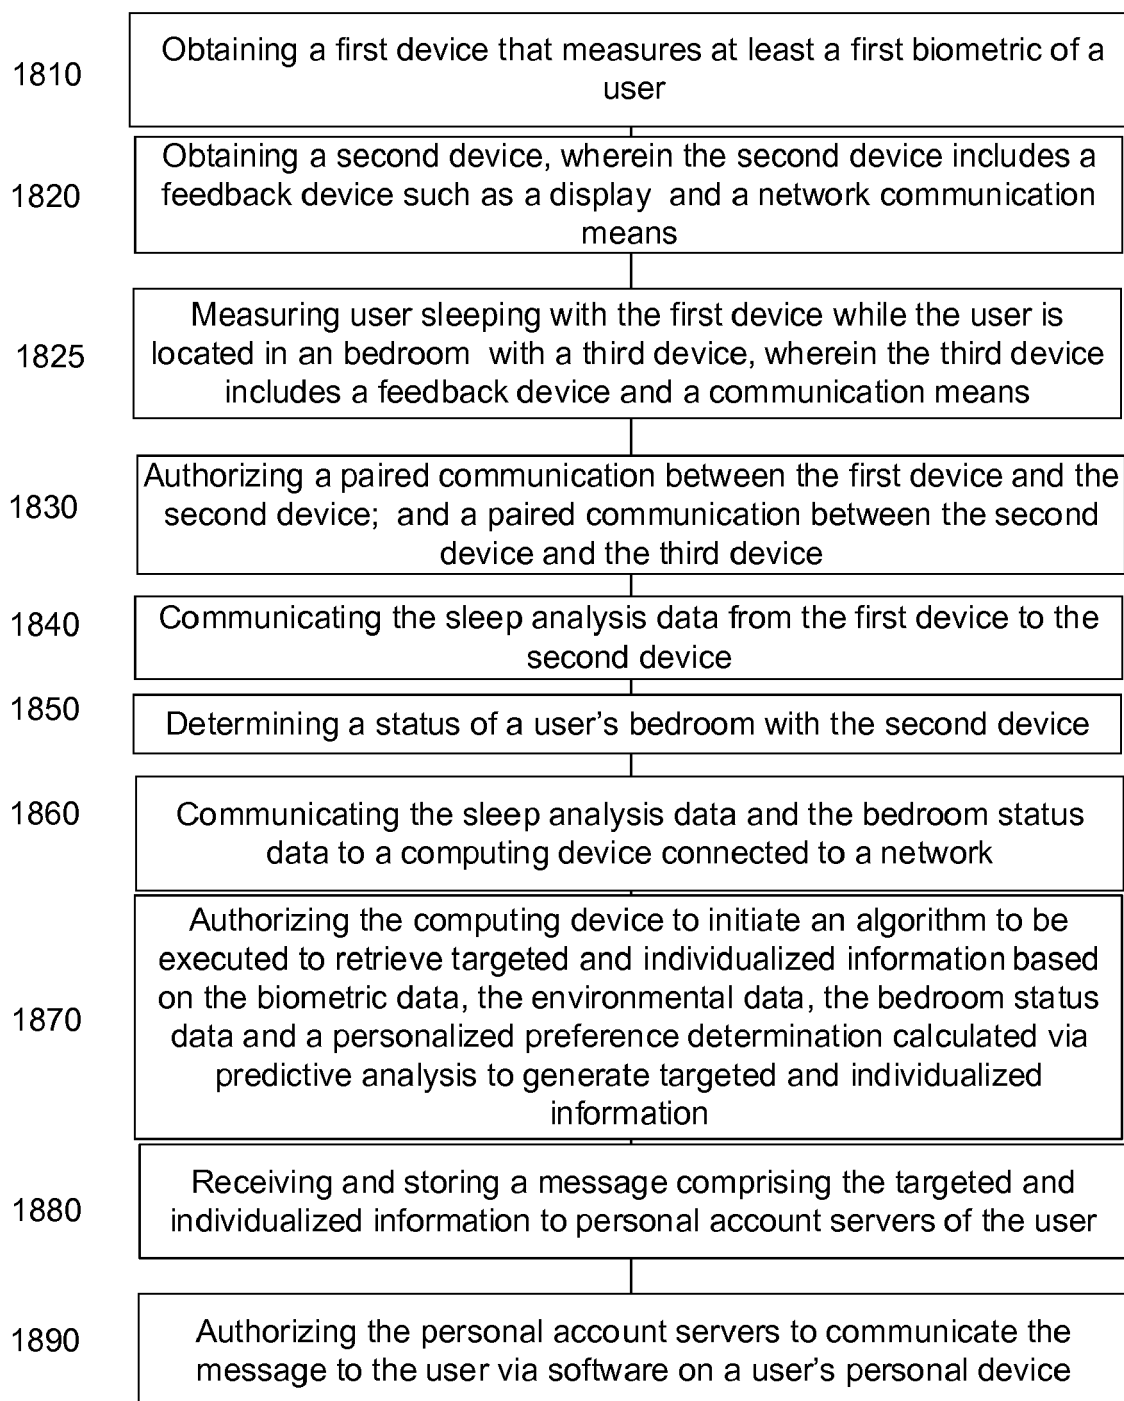 1810
Obtaining a first device that measures at least a first biometric of a
user
1820
Obtaining a second device, wherein the second device includes a
feedback device such as a display and a network communication
means
1825
Measuring user sleeping with the first device while the user is
located in an bedroom with a third device, wherein the third device
includes a feedback device and a communication means
1830
Authorizing a paired communication between the first device and the
second device; and a paired communication between the second
device and the third device
1840
Communicating the sleep analysis data from the first device to the
second device
1850
Determining a status of a user's bedroom with the second device
1860
Communicating the sleep analysis data and the bedroom status
data to a computing device connected to a network
1870
Authorizing the computing device to initiate an algorithm to be
executed to retrieve targeted and individualized information based
on the biometric data, the environmental data, the bedroom status
data and a personalized preference determination calculated via
predictive analysis to generate targeted and individualized
information
1880
Receiving and storing a message comprising the targeted and
individualized information to personal account servers of the user
1890
Authorizing the personal account servers to communicate the
message to the user via software on a user's personal device